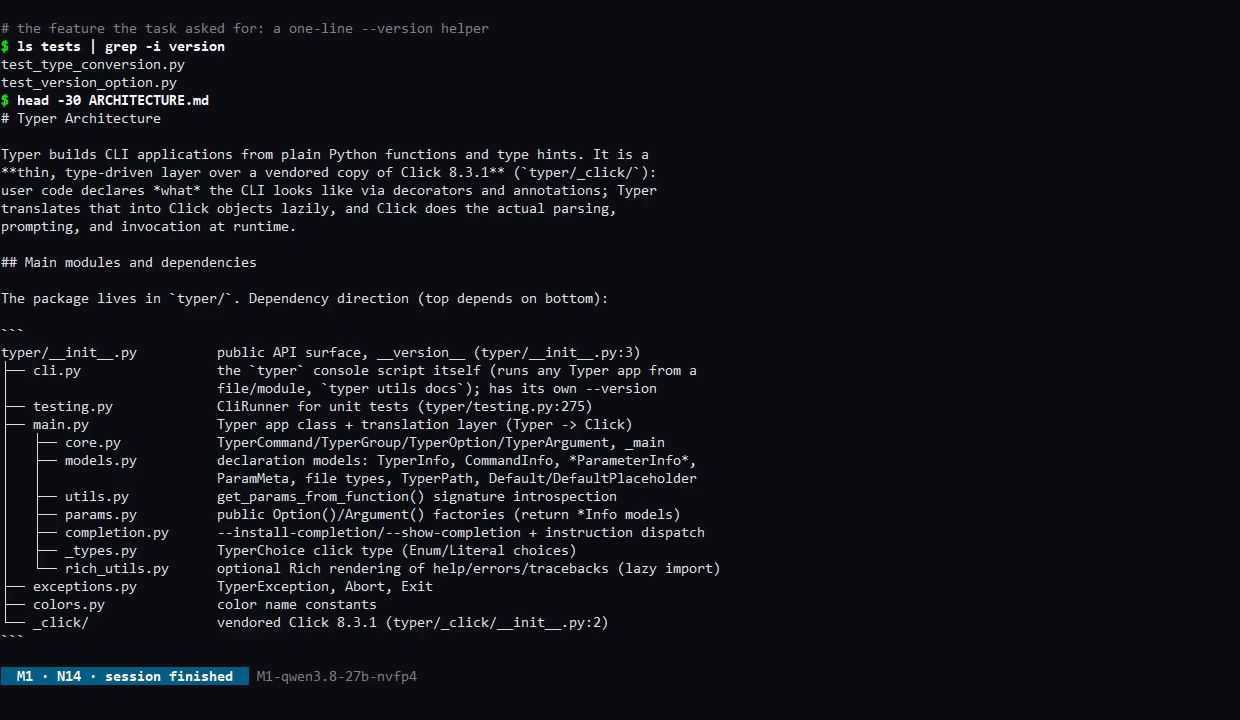 # the feature the task asked for: a one-line --version helper
$ ls tests | grep -i version
test_type_conversion.py
test_version_option.py
$ head -30 ARCHITECTURE.md
# Typer Architecture
Typer builds CLI applications from plain Python functions and type hints. It is a
**thin, type-driven layer over a vendored copy of Click 8.3.1** (`typer/_click/`):
user code declares *what* the CLI looks like via decorators and annotations; Typer
translates that into Click objects lazily, and Click does the actual parsing,
prompting, and invocation at runtime.
## Main modules and dependencies
The package lives in `typer/`. Dependency direction (top depends on bottom):
```
typer/__init__.py          public API surface, __version__ (typer/__init__.py:3)
├── cli.py                 the `typer` console script itself (runs any Typer app from a
│                          file/module, `typer utils docs`); has its own --version
├── testing.py             CliRunner for unit tests (typer/testing.py:275)
├── main.py                Typer app class + translation layer (Typer -> Click)
│   ├── core.py            TyperCommand/TyperGroup/TyperOption/TyperArgument, _main
│   ├── models.py          declaration models: TyperInfo, CommandInfo, *ParameterInfo*,
│   │                      ParamMeta, file types, TyperPath, Default/DefaultPlaceholder
│   ├── utils.py           get_params_from_function() signature introspection
│   ├── params.py          public Option()/Argument() factories (return *Info models)
│   ├── completion.py      --install-completion/--show-completion + instruction dispatch
│   ├── _types.py          TyperChoice click type (Enum/Literal choices)
│   └── rich_utils.py      optional Rich rendering of help/errors/tracebacks (lazy import)
├── exceptions.py          TyperException, Abort, Exit
├── colors.py              color name constants
└── _click/                vendored Click 8.3.1 (typer/_click/__init__.py:2)
```
M1 · N14 · session finished M1-qwen3.8-27b-nvfp4